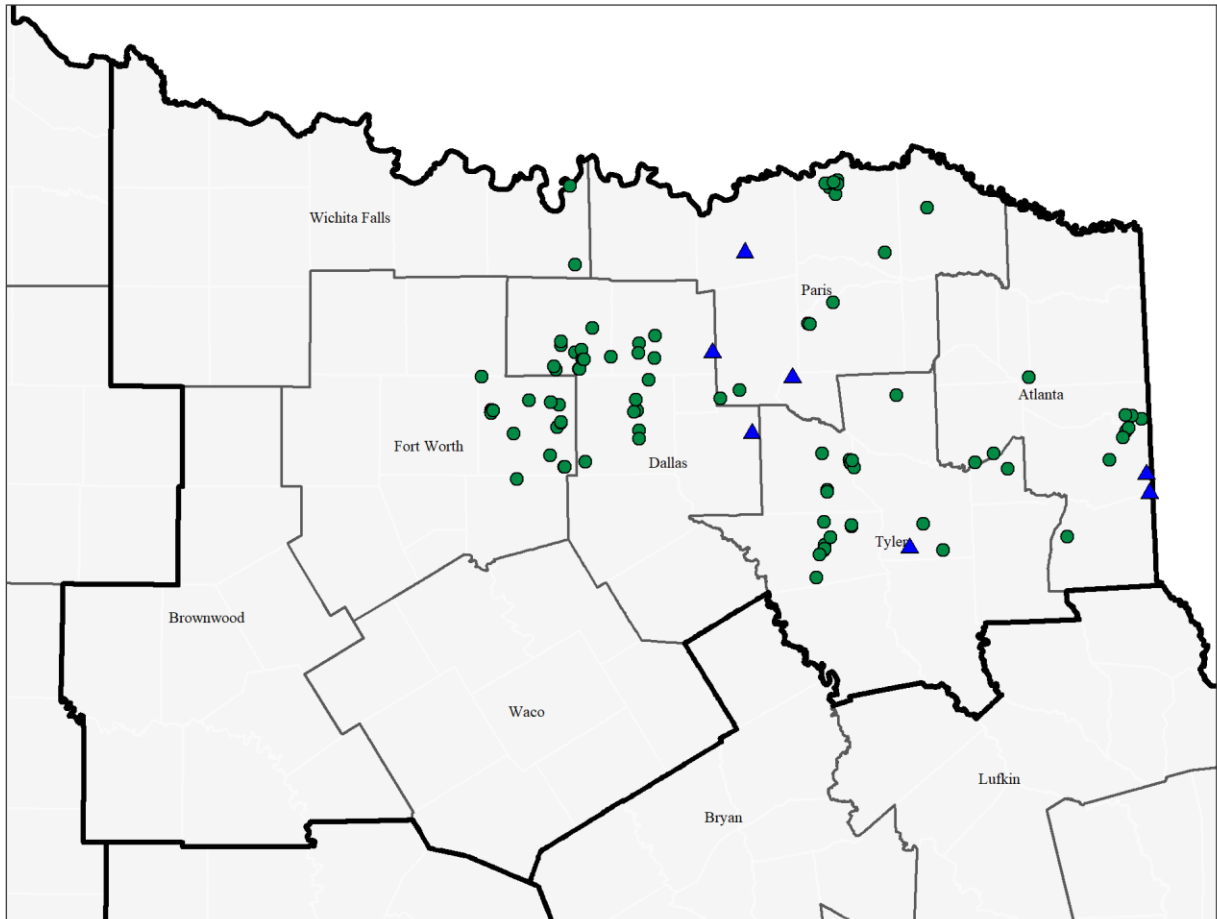 Wichita Falls
Paris
Atlanta
Fort Worth
Dallas
Tyler
Brownwood
Waco
Lufkin
Bryan